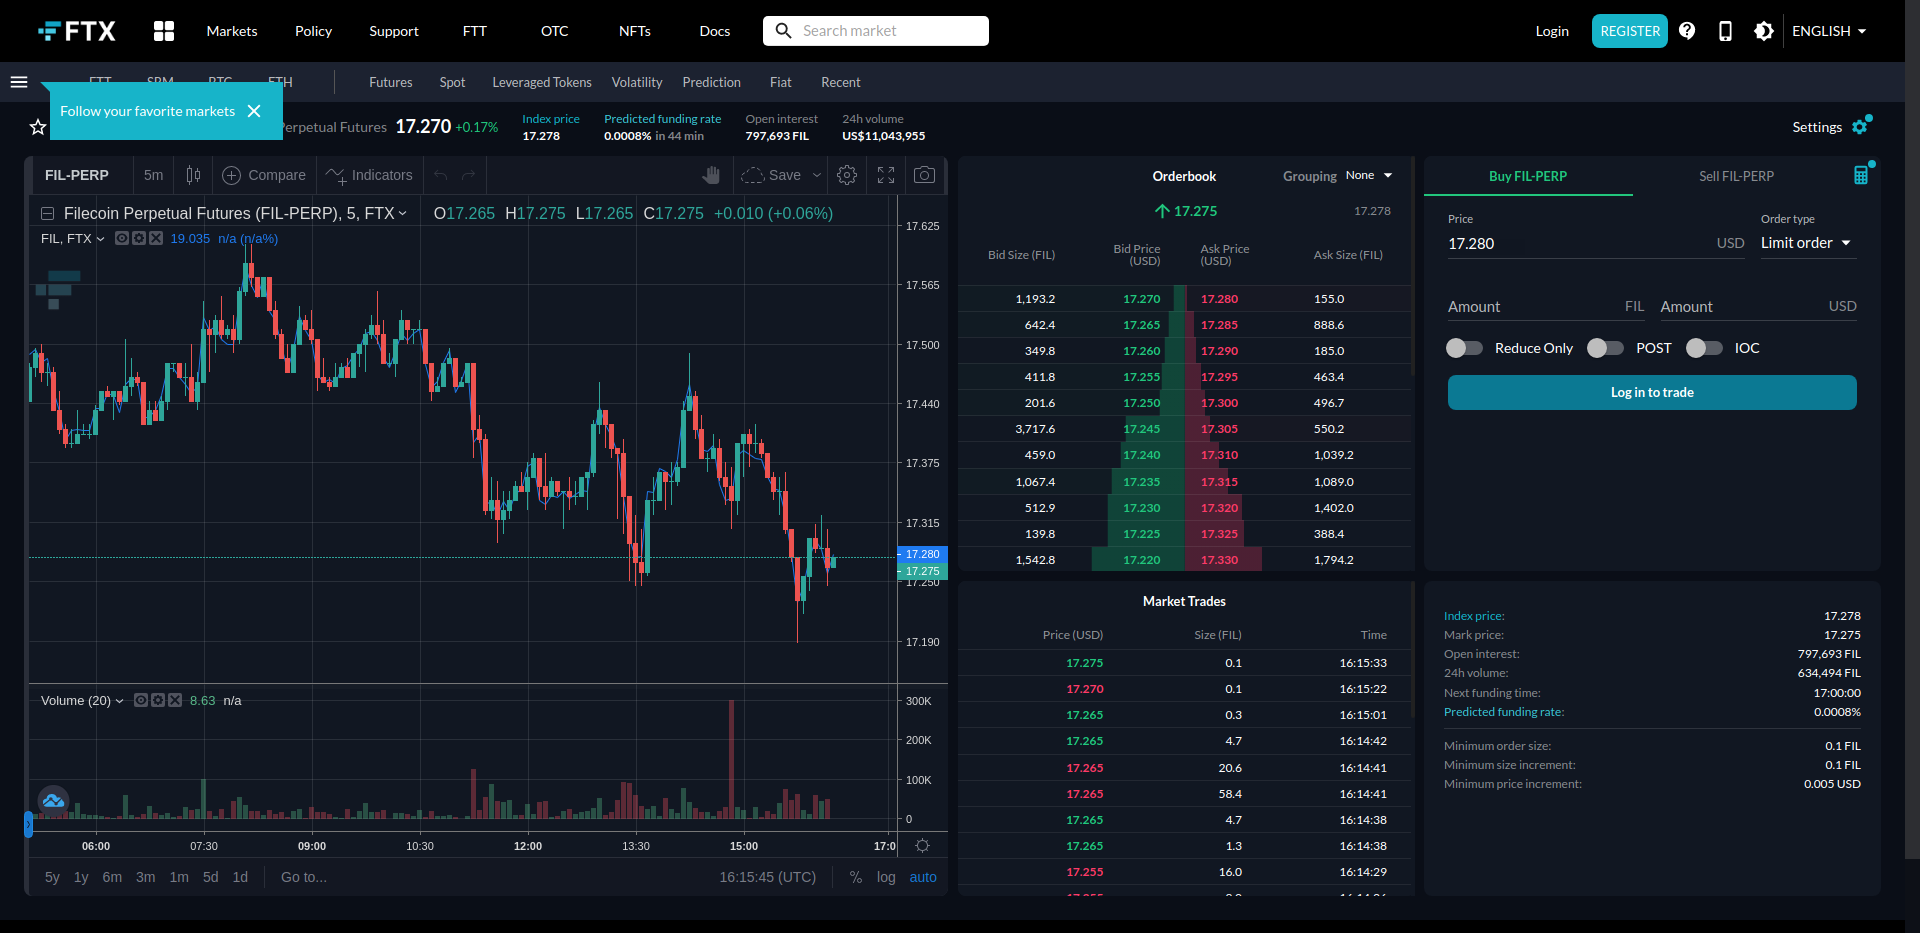 FTX
Markets
Policy
Support
FTT
OTC
NFTs
Docs
Search market
Login
REGISTER
ENGLISH
Futures
Spot
Leveraged Tokens
Volatility
Prediction
Fiat
Recent
Follow your favorite markets
Perpetual Futures 17.270 +0.17%
Index price
17.278
Predicted funding rate
0.0008% in 44 min
Open interest
797,693 FIL
24h volume
US$11,043,955
Settings
FIL-PERP
5m
Compare
Indicators
Save
Filecoin Perpetual Futures (FIL-PERP), 5, FTX
O17.265 H17.275 L17.265 C17.275 +0.010 (+0.06%)
FIL, FTX 19.035 n/a (n/a%)
17.625
17.565
17.500
17.440
17.375
17.315
17.280
17.275
17.250
17.190
Volume (20) 8.63 n/a
300K
200K
100K
0
06:00 07:30 09:00 10:30 12:00 13:30 15:00 17:0
5y 1y 6m 3m 1m 5d 1d Go to...
16:15:45 (UTC) % log auto
Orderbook
Grouping None
17.275
17.278
Bid Size (FIL) Bid Price (USD) Ask Price (USD) Ask Size (FIL)
1,193.2 17.270 17.280 155.0
642.4 17.265 17.285 888.6
349.8 17.260 17.290 185.0
411.8 17.255 17.295 463.4
201.6 17.250 17.300 496.7
3,717.6 17.245 17.305 550.2
459.0 17.240 17.310 1,039.2
1,067.4 17.235 17.315 1,089.0
512.9 17.230 17.320 1,402.0
139.8 17.225 17.325 388.4
1,542.8 17.220 17.330 1,794.2
Market Trades
Price (USD) Size (FIL) Time
17.275 0.1 16:15:33
17.270 0.1 16:15:22
17.265 0.3 16:15:01
17.265 4.7 16:14:42
17.265 20.6 16:14:41
17.265 58.4 16:14:41
17.265 4.7 16:14:38
17.265 1.3 16:14:38
17.255 16.0 16:14:29
Buy FIL-PERP
Sell FIL-PERP
Price
17.280 USD
Order type
Limit order
Amount FIL
Amount USD
Reduce Only
POST
IOC
Log in to trade
Index price: 17.278
Mark price: 17.275
Open interest: 797,693 FIL
24h volume: 634,494 FIL
Next funding time: 17:00:00
Predicted funding rate: 0.0008%
Minimum order size: 0.1 FIL
Minimum size increment: 0.1 FIL
Minimum price increment: 0.005 USD